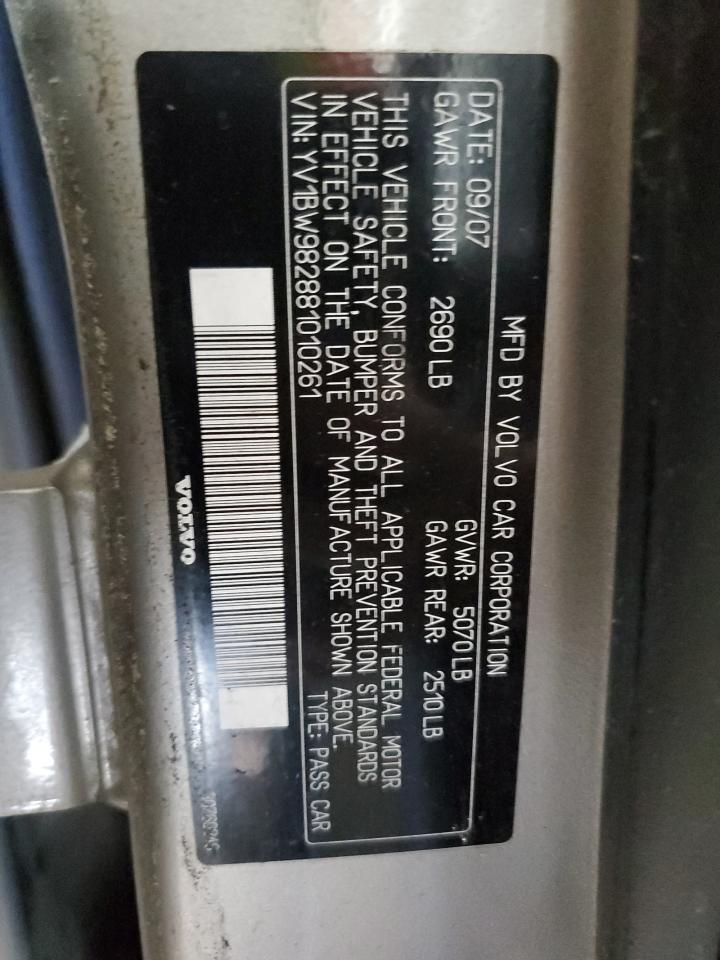 MFD BY VOLVO CAR CORPORATION
DATE: 09/07 GVWR: 5070 LB
GAWR FRONT: 2690 LB GAWR REAR: 2510 LB
THIS VEHICLE CONFORMS TO ALL APPLICABLE FEDERAL MOTOR
VEHICLE SAFETY, BUMPER AND THEFT PREVENTION STANDARDS
IN EFFECT ON THE DATE OF MANUFACTURE SHOWN ABOVE.
VIN: YV1BW982881010261 TYPE: PASS CAR
VOLVO